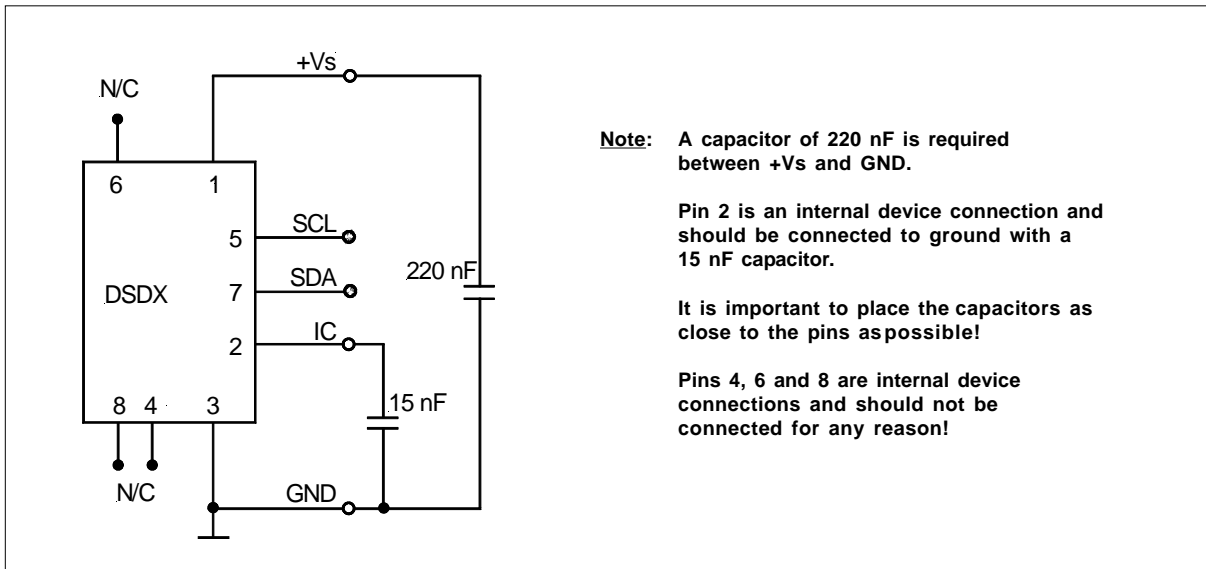 +Vs
N/C
6
1
5
SCL
7
SDA
DSDX
2
IC
220 nF
8
4
3
15 nF
N/C
GND
Note: A capacitor of 220 nF is required
between +Vs and GND.
Pin 2 is an internal device connection and
should be connected to ground with a
15 nF capacitor.
It is important to place the capacitors as
close to the pins aspossible!
Pins 4, 6 and 8 are internal device
connections and should not be
connected for any reason!